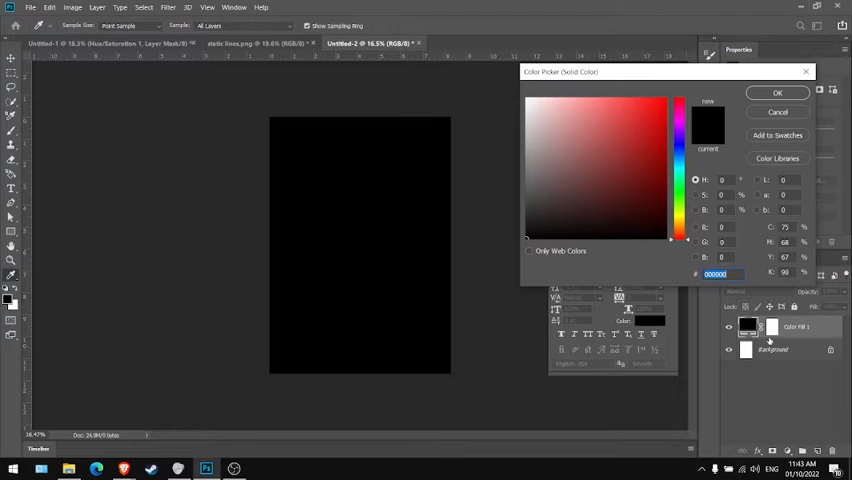 File Edit Image Layer Type Select Filter 3D View Window Help
Sample Size: Point Sample Sample: All Layers Show Sampling Ring
Untitled-1 @ 18.3% (Hue/Saturation 1, Layer Mask/8) * static lines.png @ 19.6% (RGB/8) * Untitled-2 @ 16.5% (RGB/8) *
Properties
Color Picker (Solid Color)
new
current
OK
Cancel
Add to Swatches
Color Libraries
H: 0 ° L: 0
S: 0 % a: 0
B: 0 % b: 0
R: 0 C: 75 %
G: 0 M: 68 %
B: 0 Y: 67 %
# 000000 K: 90 %
Only Web Colors
Normal Opacity:
Lock: Fill:
Color:
English: USA Smooth
Color Fill 1
Background
16.47% Doc: 24.9M/0 bytes
Timeline
ENG
11:43 AM
01/10/2022